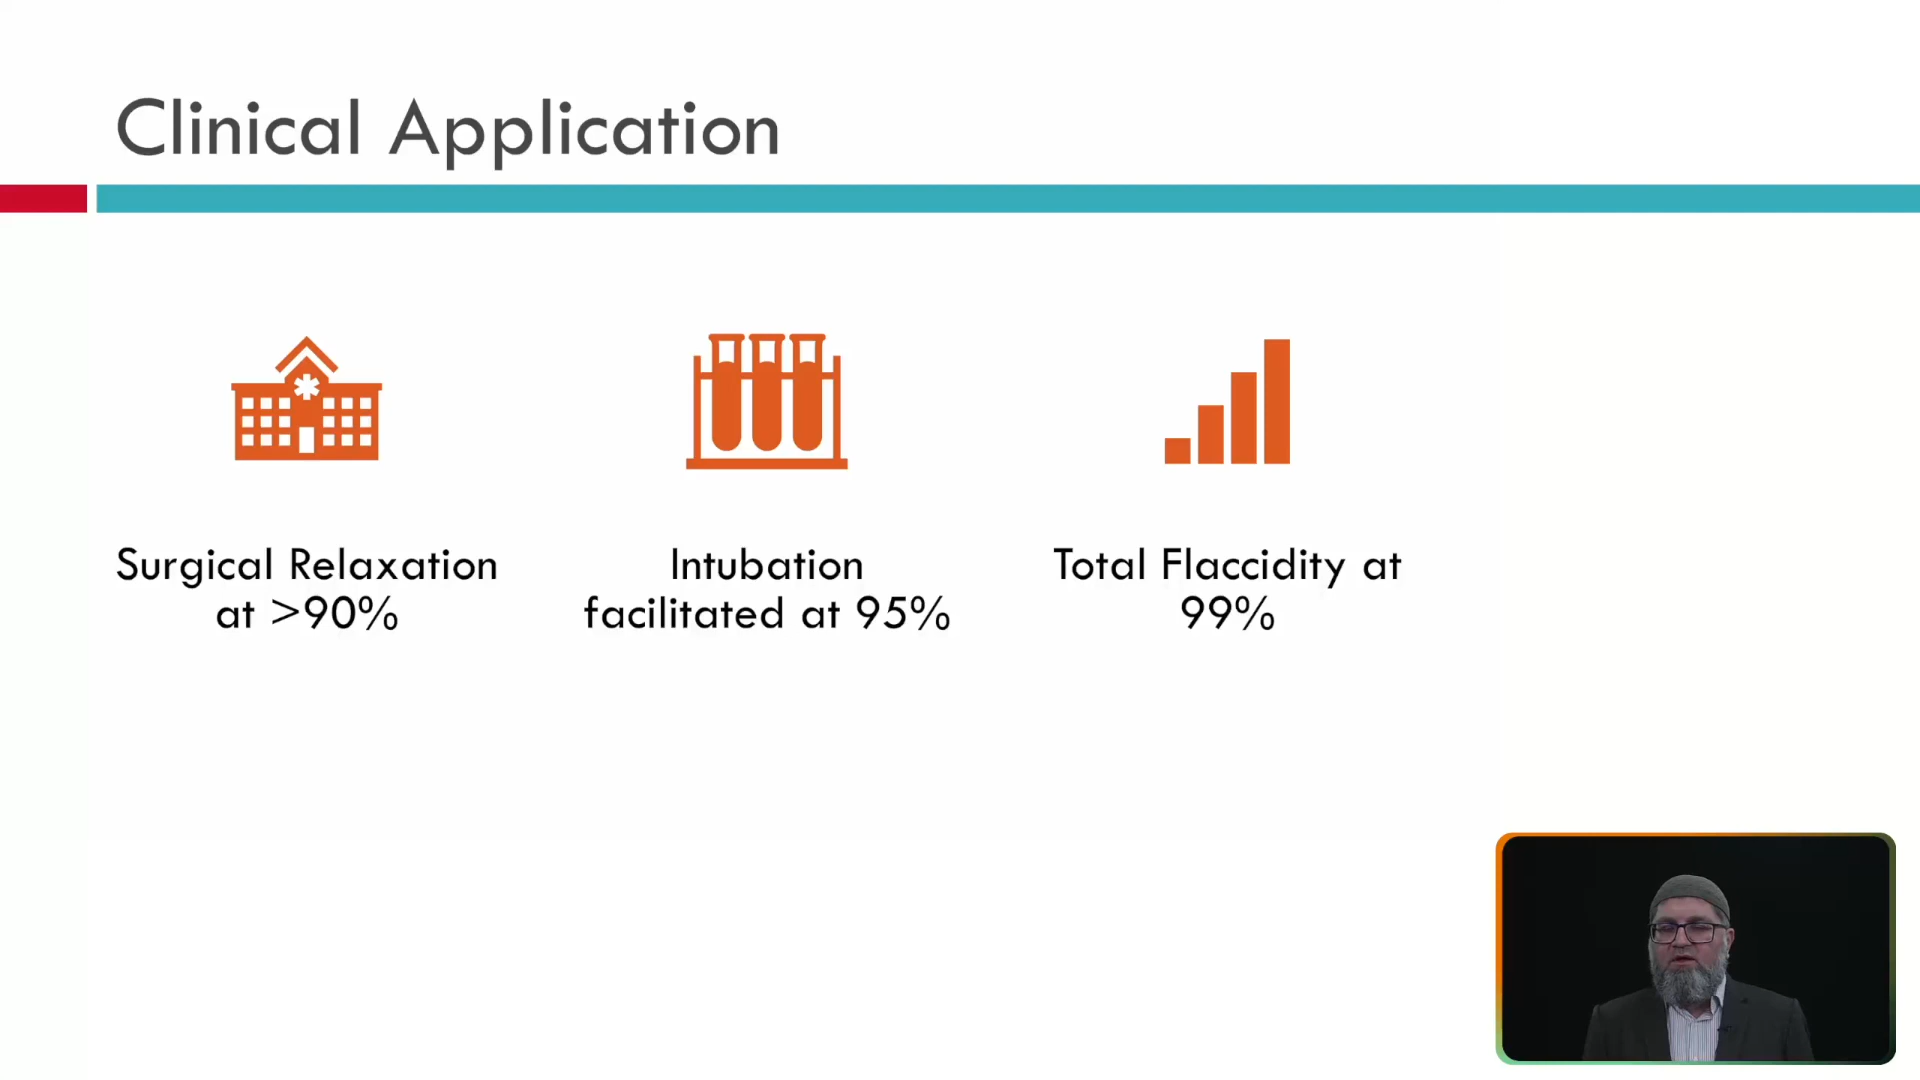 Clinical Application
Surgical Relaxation
at >90%
Intubation
facilitated at 95%
Total Flaccidity at
99%